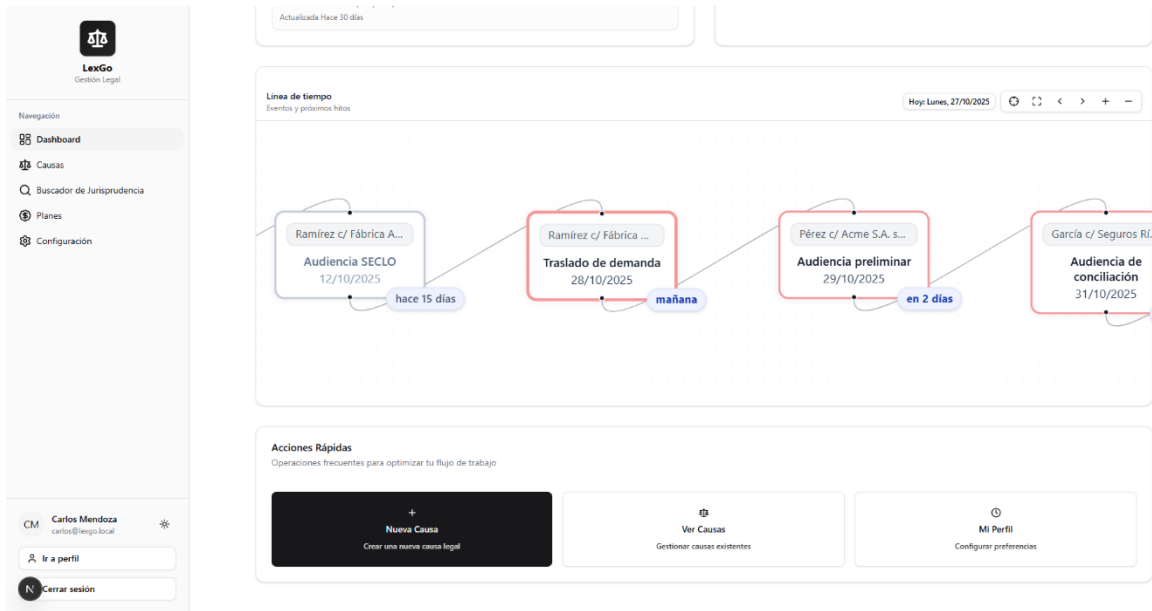 LexGo
Gestión Legal
Navegación
Dashboard
Causas
Buscador de Jurisprudencia
Planes
Configuración
CM
Carlos Mendoza
carlos@lexgo.local
Ir a perfil
N
Cerrar sesión
Actualizada Hace 30 días
Línea de tiempo
Eventos y próximos hitos
Hoy: Lunes, 27/10/2025
Ramírez c/ Fábrica A...
Audiencia SECLO
12/10/2025
hace 15 días
Ramírez c/ Fábrica ...
Traslado de demanda
28/10/2025
mañana
Pérez c/ Acme S.A. s...
Audiencia preliminar
29/10/2025
en 2 días
García c/ Seguros Rí.
Audiencia de
conciliación
31/10/2025
Acciones Rápidas
Operaciones frecuentes para optimizar tu flujo de trabajo
Nueva Causa
Crear una nueva causa legal
Ver Causas
Gestionar causas existentes
Mi Perfil
Configurar preferencias